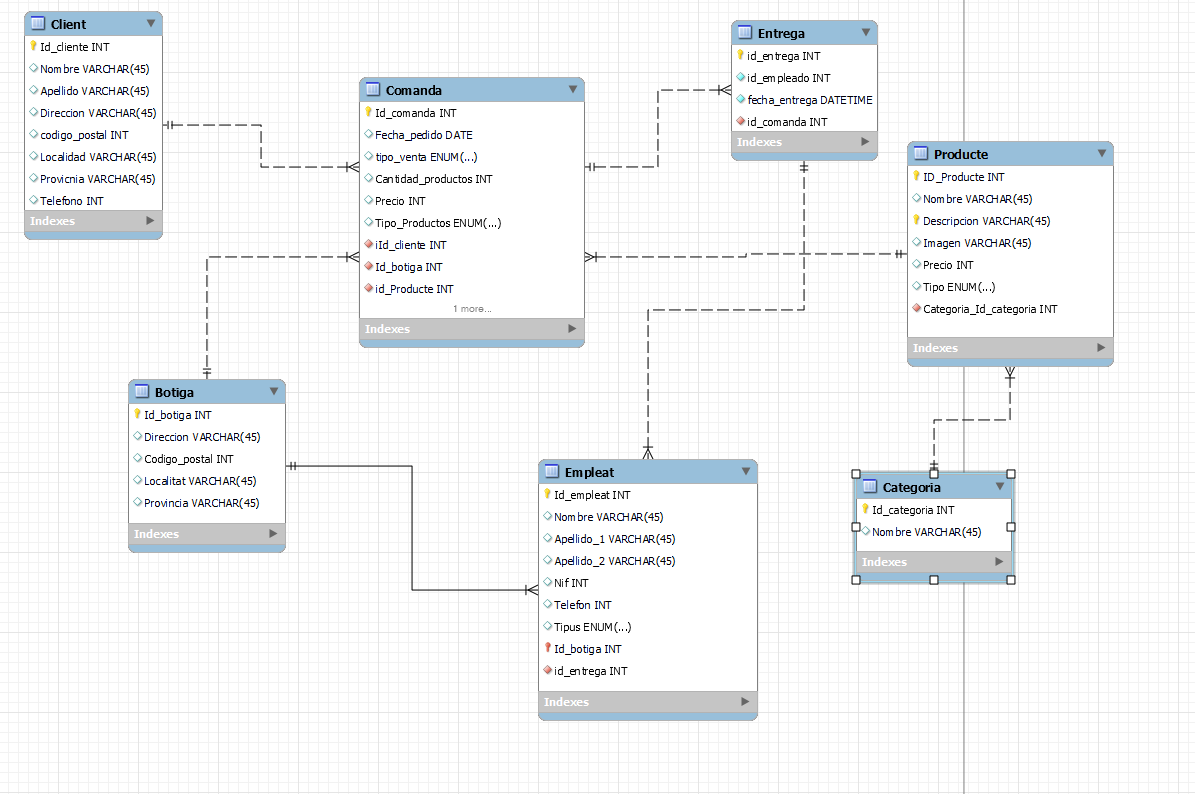 Client
Id_cliente INT
Nombre VARCHAR(45)
Apellido VARCHAR(45)
Direccion VARCHAR(45)
codigo_postal INT
Localidad VARCHAR(45)
Provicnia VARCHAR(45)
Telefono INT
Indexes
Comanda
Id_comanda INT
Fecha_pedido DATE
tipo_venta ENUM(...)
Cantidad_productos INT
Precio INT
Tipo_Productos ENUM(...)
iId_cliente INT
Id_botiga INT
id_Producte INT
1 more...
Indexes
Entrega
id_entrega INT
id_empleado INT
fecha_entrega DATETIME
id_comanda INT
Indexes
Producte
ID_Producte INT
Nombre VARCHAR(45)
Descripcion VARCHAR(45)
Imagen VARCHAR(45)
Precio INT
Tipo ENUM(...)
Categoria_Id_categoria INT
Indexes
Botiga
Id_botiga INT
Direccion VARCHAR(45)
Codigo_postal INT
Localitat VARCHAR(45)
Provincia VARCHAR(45)
Indexes
Empleat
Id_empleat INT
Nombre VARCHAR(45)
Apellido_1 VARCHAR(45)
Apellido_2 VARCHAR(45)
Nif INT
Telefon INT
Tipus ENUM(...)
Id_botiga INT
id_entrega INT
Indexes
Categoria
Id_categoria INT
Nombre VARCHAR(45)
Indexes